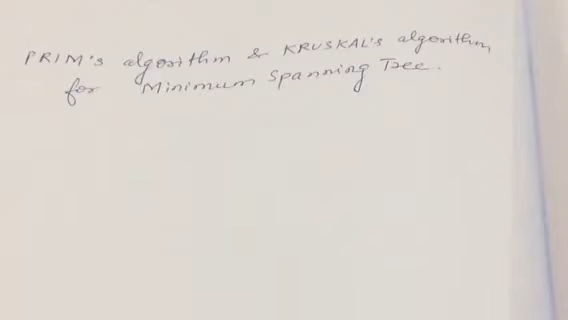 PRIM's algorithm & KRUSKAL's algorithm,
for Minimum Spanning Tree.